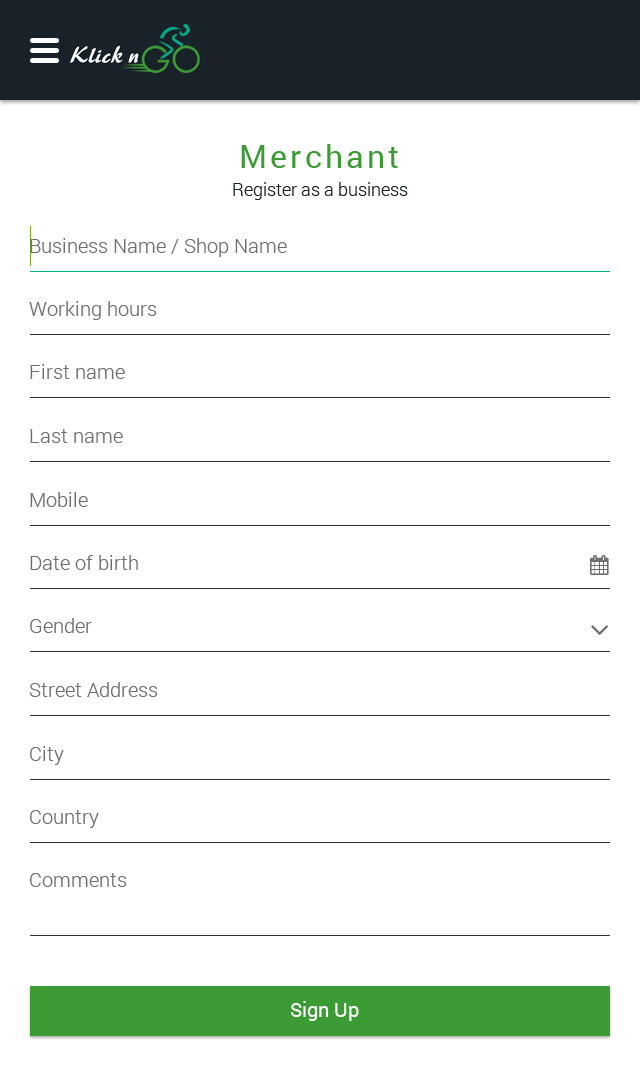 Klick n GO
Merchant
Register as a business
Business Name / Shop Name
Working hours
First name
Last name
Mobile
Date of birth
Gender
Street Address
City
Country
Comments
Sign Up